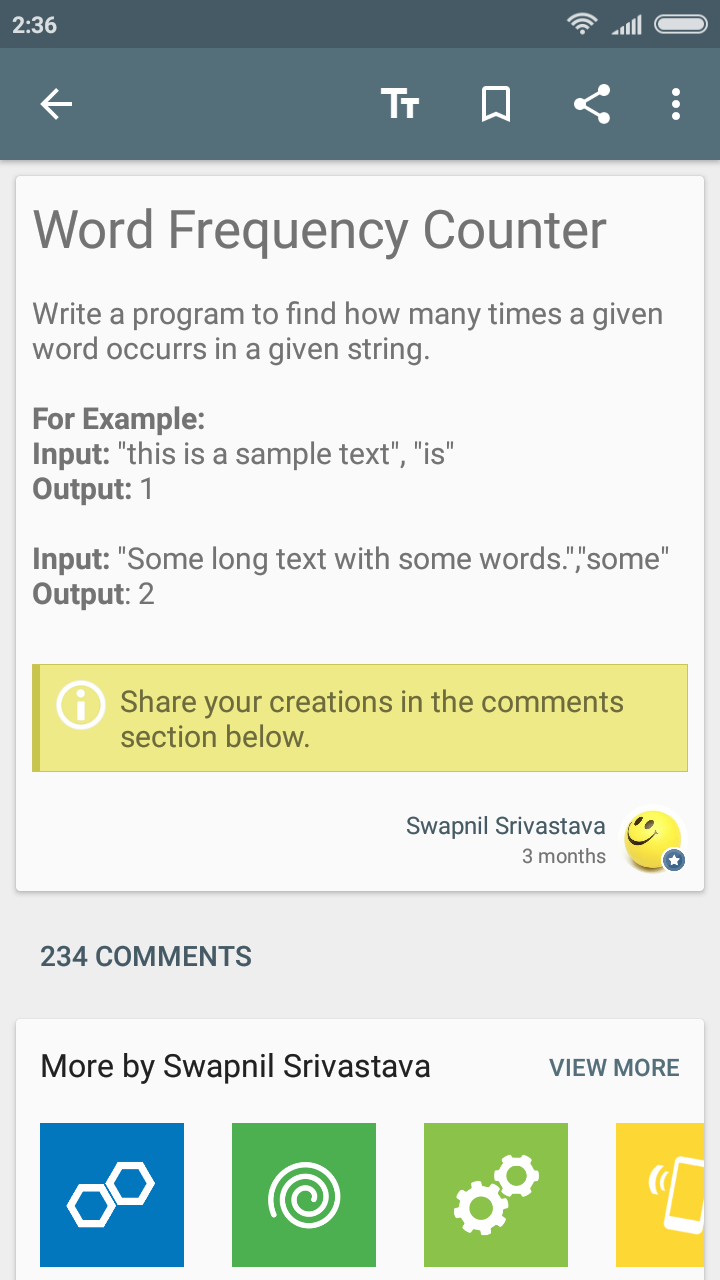 2:36
Word Frequency Counter
Write a program to find how many times a given
word occurrs in a given string.
For Example:
Input: "this is a sample text", "is"
Output: 1
Input: "Some long text with some words.","some"
Output: 2
Share your creations in the comments
section below.
Swapnil Srivastava
3 months
234 COMMENTS
More by Swapnil Srivastava
VIEW MORE